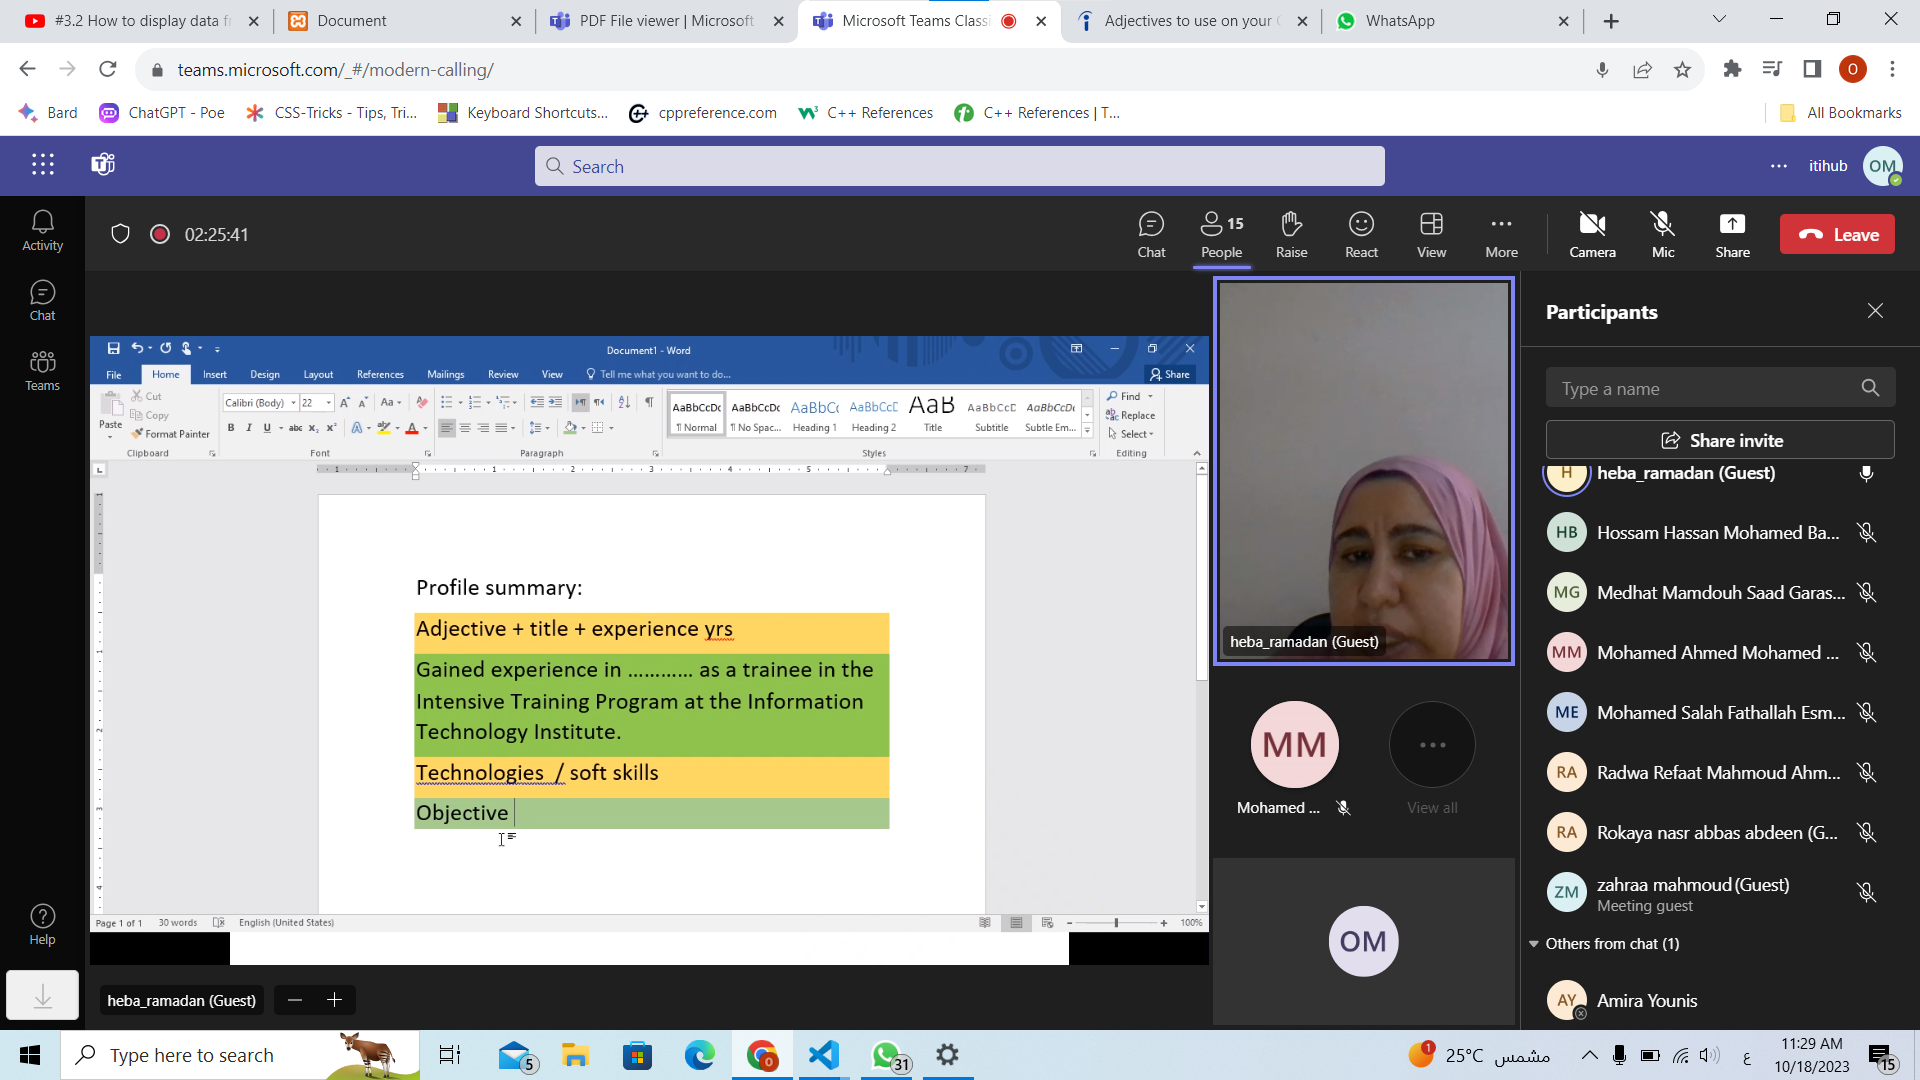 #3.2 How to display data f
Document
PDF File viewer | Microsoft
Microsoft Teams Classi
Adjectives to use on your
WhatsApp
teams.microsoft.com/_#/modern-calling/
O
Bard
ChatGPT - Poe
CSS-Tricks - Tips, Tri...
Keyboard Shortcuts...
cppreference.com
C++ References
C++ References | T...
All Bookmarks
Search
itihub
OM
Activity
Chat
Teams
Help
02:25:41
Chat
15
People
Raise
React
View
More
Camera
Mic
Share
Leave
Document1 - Word
File
Home
Insert
Design
Layout
References
Mailings
Review
View
Tell me what you want to do...
Share
Paste
Cut
Copy
Format Painter
Clipboard
Calibri (Body)
22
Font
Paragraph
AaBbCcDc
¶ Normal
AaBbCcDc
¶ No Spac...
AaBbCc
Heading 1
AaBbCcE
Heading 2
AaB
Title
AaBbCcE
Subtitle
AaBbCcDc
Subtle Em...
Styles
Find
Replace
Select
Editing
Profile summary:
Adjective + title + experience yrs
Gained experience in ………… as a trainee in the
Intensive Training Program at the Information
Technology Institute.
Technologies / soft skills
Objective
Page 1 of 1
30 words
English (United States)
100%
heba_ramadan (Guest)
heba_ramadan (Guest)
MM
Mohamed ...
View all
OM
Participants
Type a name
Share invite
H
heba_ramadan (Guest)
HB
Hossam Hassan Mohamed Ba...
MG
Medhat Mamdouh Saad Garas...
MM
Mohamed Ahmed Mohamed ...
ME
Mohamed Salah Fathallah Esm...
RA
Radwa Refaat Mahmoud Ahm...
RA
Rokaya nasr abbas abdeen (G...
ZM
zahraa mahmoud (Guest)
Meeting guest
Others from chat (1)
AY
Amira Younis
Type here to search
5
31
1
25°C مشمس
ع
11:29 AM
10/18/2023
15